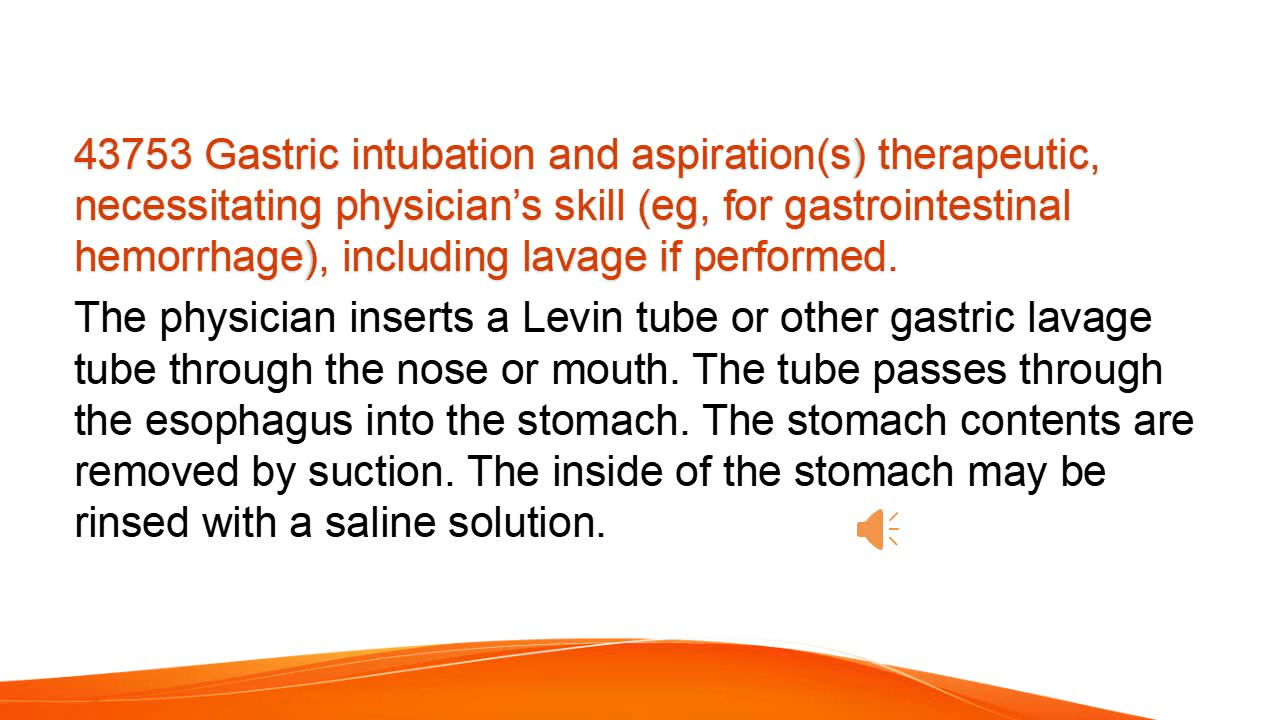 43753 Gastric intubation and aspiration(s) therapeutic,
necessitating physician’s skill (eg, for gastrointestinal
hemorrhage), including lavage if performed.
The physician inserts a Levin tube or other gastric lavage
tube through the nose or mouth. The tube passes through
the esophagus into the stomach. The stomach contents are
removed by suction. The inside of the stomach may be
rinsed with a saline solution.